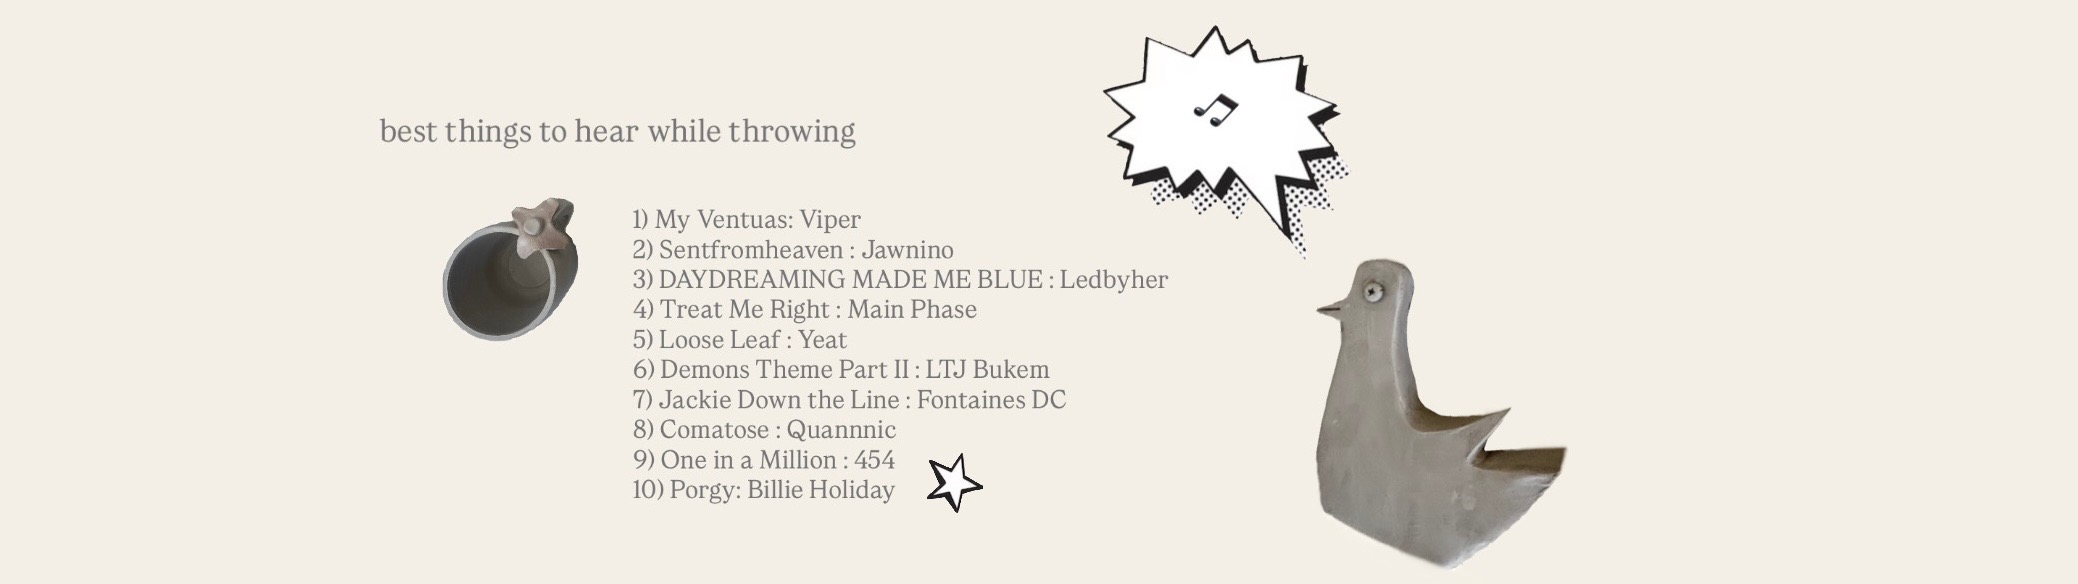 best things to hear while throwing
1) My Ventuas: Viper
2) Sentfromheaven : Jawnino
3) DAYDREAMING MADE ME BLUE : Ledbyher
4) Treat Me Right : Main Phase
5) Loose Leaf : Yeat
6) Demons Theme Part II : LTJ Bukem
7) Jackie Down the Line : Fontaines DC
8) Comatose : Quannnic
9) One in a Million : 454
10) Porgy: Billie Holiday